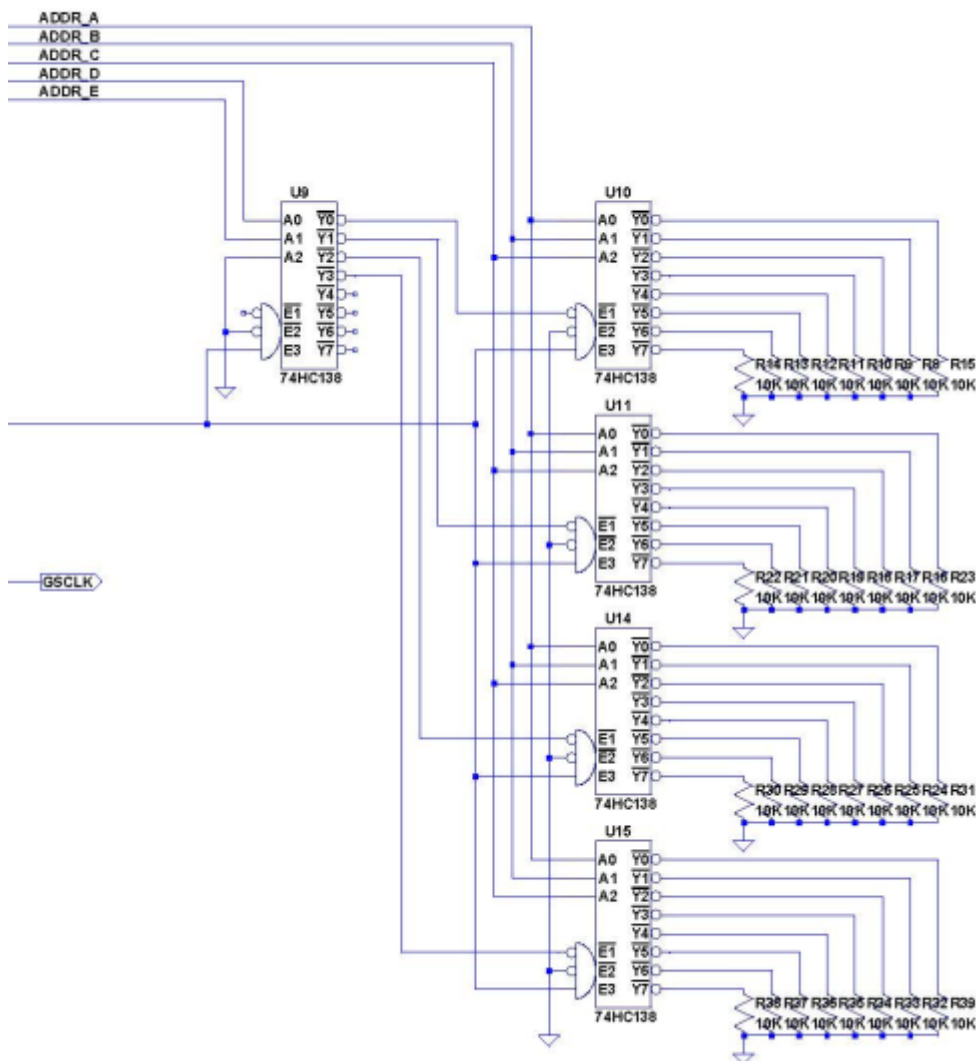 ADDR_A
ADDR_B
ADDR_C
ADDR_D
ADDR_E
U9
A0 Y0
A1 Y1
A2 Y2
Y3
Y4
E1 Y5
E2 Y6
E3 Y7
74HC138
U10
A0 Y0
A1 Y1
A2 Y2
Y3
Y4
E1 Y5
E2 Y6
E3 Y7
74HC138
R14 R13 R12 R11 R10 R9 R8 R15
10K 10K 10K 10K 10K 10K 10K 10K
U11
A0 Y0
A1 Y1
A2 Y2
Y3
Y4
E1 Y5
E2 Y6
E3 Y7
74HC138
R22 R21 R20 R19 R17 R23
10K 10K 10K 10K 10K 10K 10K 10K
GSCLK
U14
A0 Y0
A1 Y1
A2 Y2
Y3
Y4
E1 Y5
E2 Y6
E3 Y7
74HC138
R30 R29 R28 R27 R26 R25 R24 R31
10K 10K 10K 10K 10K 10K 10K 10K
U15
A0 Y0
A1 Y1
A2 Y2
Y3
Y4
E1 Y5
E2 Y6
E3 Y7
74HC138
R37 R35 R34 R33 R32 R39
10K 10K 10K 10K 10K 10K 10K 10K